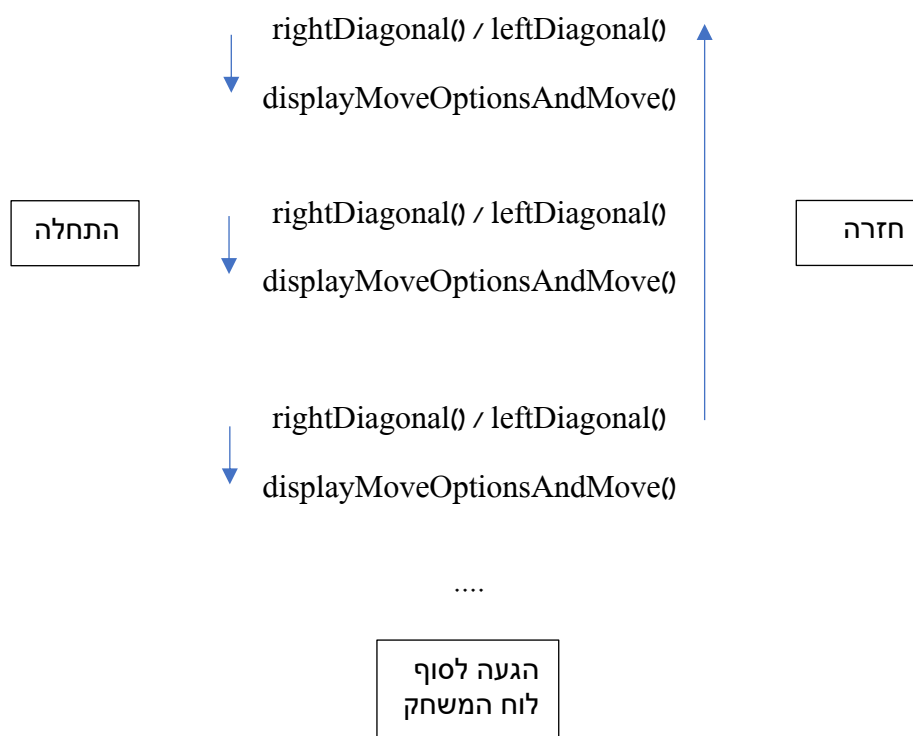 rightDiagonal() / leftDiagonal()
displayMoveOptionsAndMove()
rightDiagonal() / leftDiagonal()
התחלה
חזרה
displayMoveOptionsAndMove()
rightDiagonal() / leftDiagonal()
displayMoveOptionsAndMove()
....
הגעה לסוף
לוח המשחק